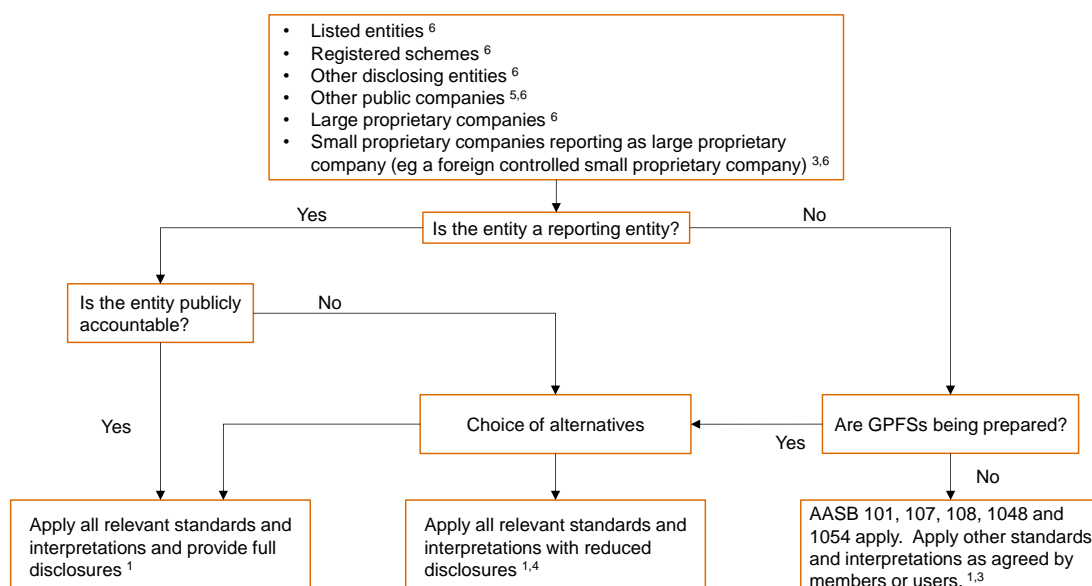 • Listed entities 6
• Registered schemes 6
• Other disclosing entities 6
• Other public companies 5,6
• Large proprietary companies 6
• Small proprietary companies reporting as large proprietary
company (eg a foreign controlled small proprietary company) 3,6
Yes
No
Is the entity a reporting entity?
Is the entity publicly
accountable?
No
Yes
Choice of alternatives
Yes
Are GPFSs being prepared?
No
Apply all relevant standards and
interpretations and provide full
disclosures 1
Apply all relevant standards and
interpretations with reduced
disclosures 1,4
AASB 101, 107, 108, 1048 and
1054 apply. Apply other standards
and interpretations as agreed by
members or users. 1,3